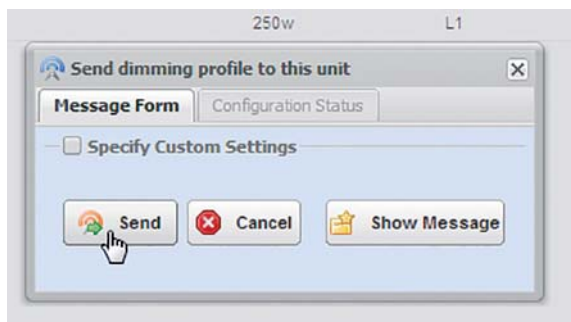 250w L1
Send dimming profile to this unit
Message Form Configuration Status
Specify Custom Settings
Send Cancel Show Message